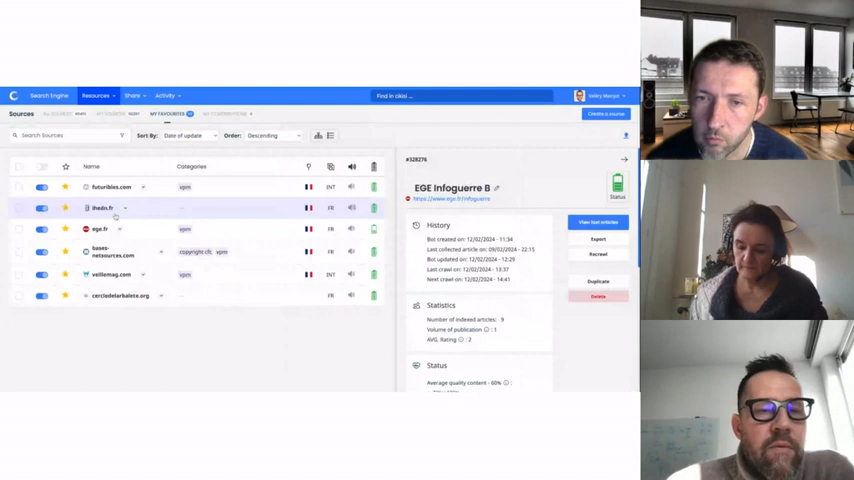 Search Engine Resources Share Activity Find in cikisi ... Valéry Marqot
Sources MY FAVOURITES Create a source
Search Sources Sort By: Date of update Order: Descending
Name Categories
futuribles.com vpm INT
ihedn.fr FR
ege.fr vpm FR
bases-netsources.com copyright cfc vpm FR
veillemag.com vpm INT
cercledelarbalete.org FR
#328276
EGE Infoguerre B
https://www.ege.fr/infoguerre
Status
History
Bot created on: 12/02/2024 - 11:34
Last collected article on: 09/02/2024 - 22:15
Bot updated on: 12/02/2024 - 12:29
Last crawl on: 12/02/2024 - 13:37
Next crawl on: 12/02/2024 - 14:41
View last articles
Export
Recrawl
Duplicate
Delete
Statistics
Number of indexed articles: 9
Volume of publication : 1
AVG. Rating : 2
Status
Average quality content - 60% :